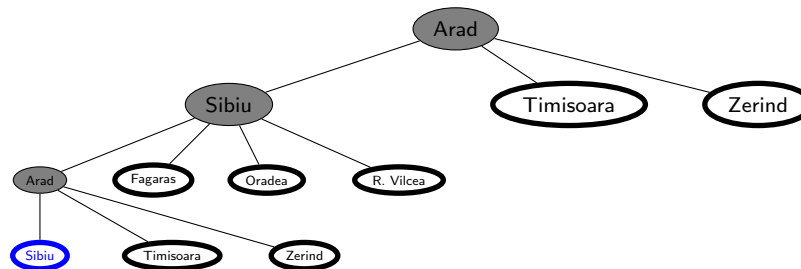 Arad
Sibiu
Timisoara
Zerind
Arad
Fagaras
Oradea
R. Vilcea
Sibiu
Timisoara
Zerind